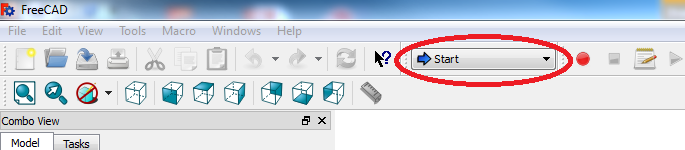 FreeCAD
File Edit View Tools Macro Windows Help
Start
Combo View
Model Tasks